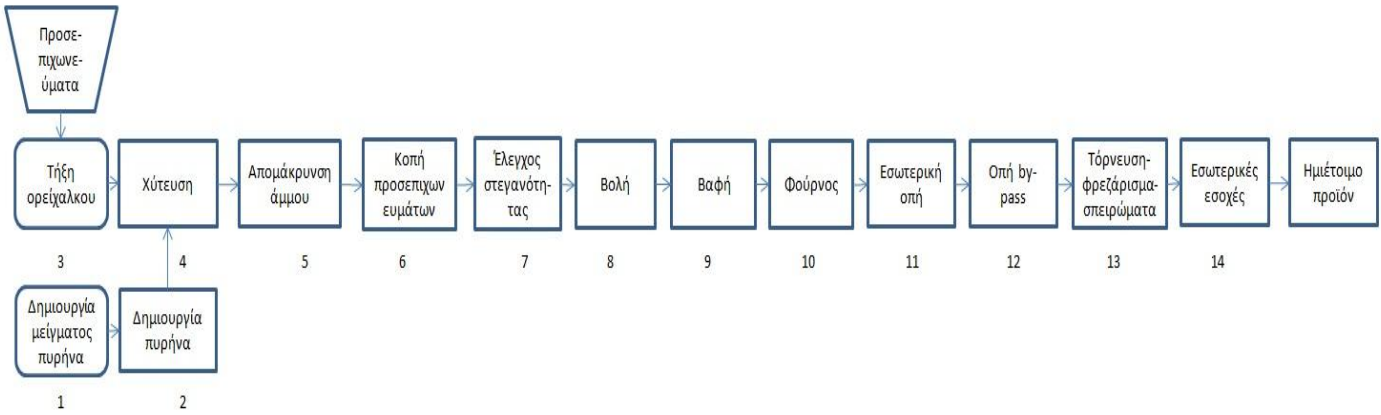 Προσε-
πιχωνε-
ύματα
Τήξη
ορείχαλκου
Χύτευση
Απομάκρυνση
άμμου
Κοπή
προσεπιχων
ευμάτων
Έλεγχος
στεγανότη-
τας
Βολή
Βαφή
Φούρνος
Εσωτερική
οπή
Οπή by-
pass
Τόρνευση-
φρεζάρισμα-
σπειρώματα
Εσωτερικές
εσοχές
Ημιέτοιμο
προϊόν
3
4
5
6
7
8
9
10
11
12
13
14
Δημιουργία
μείγματος
πυρήνα
Δημιουργία
πυρήνα
1
2